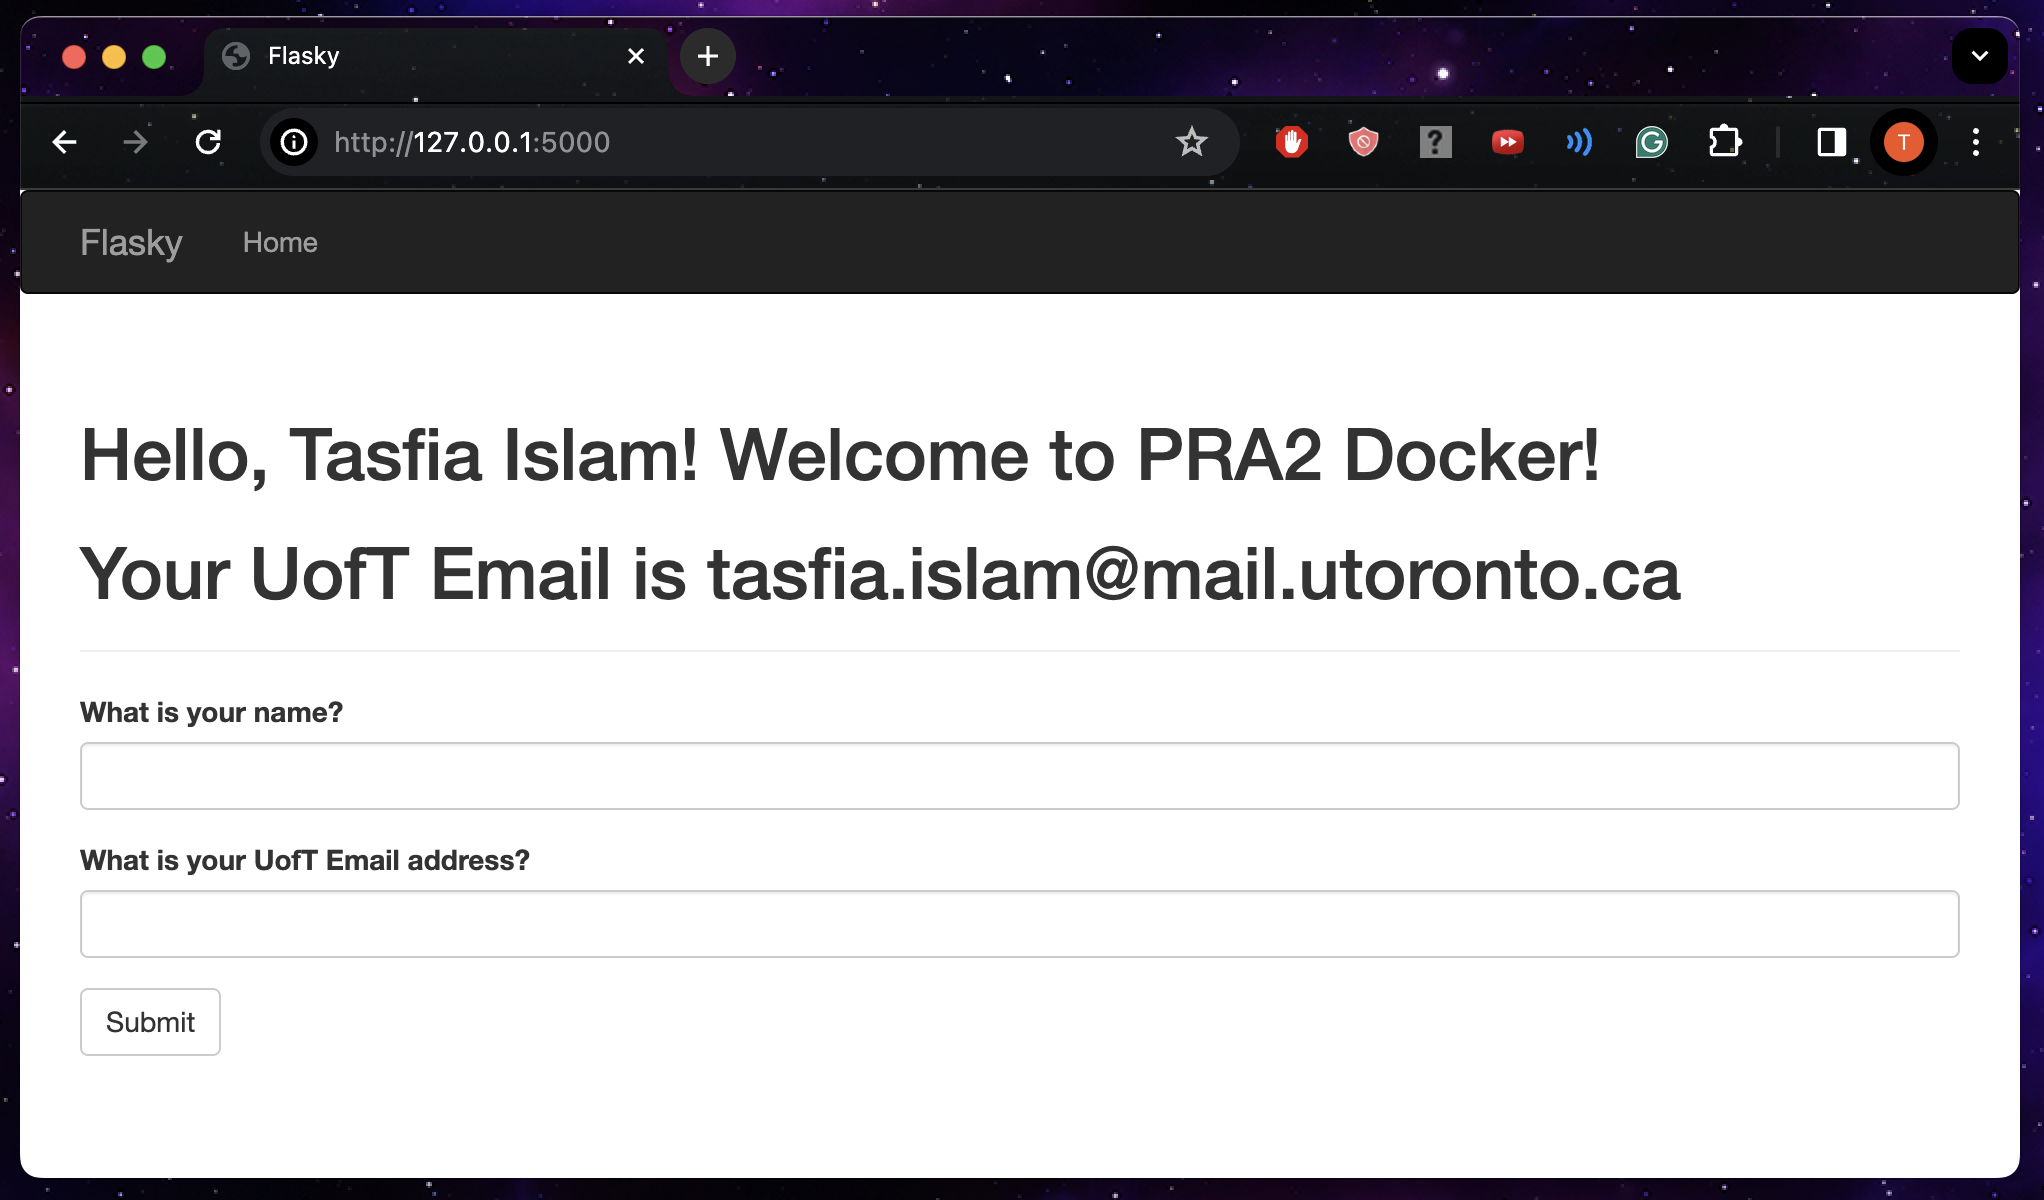 Flasky
http://127.0.0.1:5000
T
Flasky Home
Hello, Tasfia Islam! Welcome to PRA2 Docker!
Your UofT Email is tasfia.islam@mail.utoronto.ca
What is your name?
What is your UofT Email address?
Submit